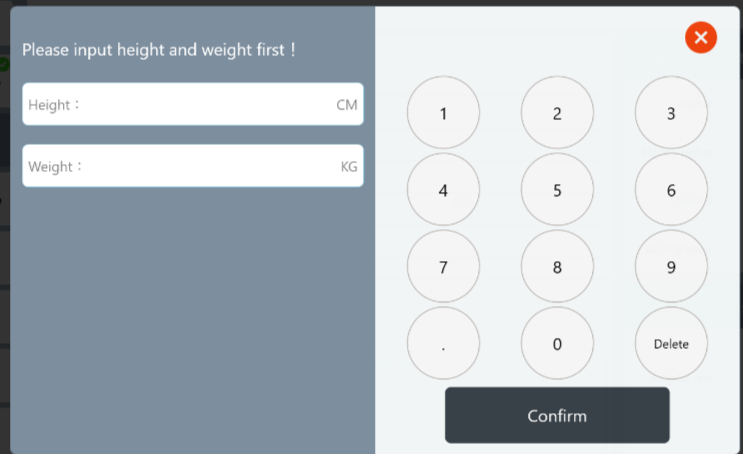 Please input height and weight first！
Height： CM
Weight： KG
1 2 3
4 5 6
7 8 9
. 0 Delete
Confirm